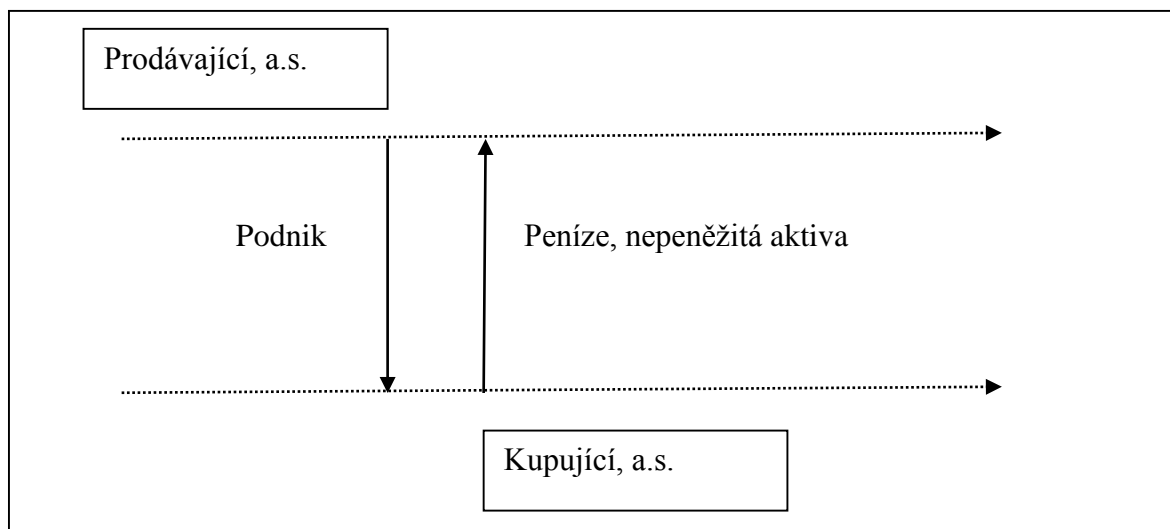 Prodávající, a.s.
Podnik
Peníze, nepeněžitá aktiva
Kupující, a.s.